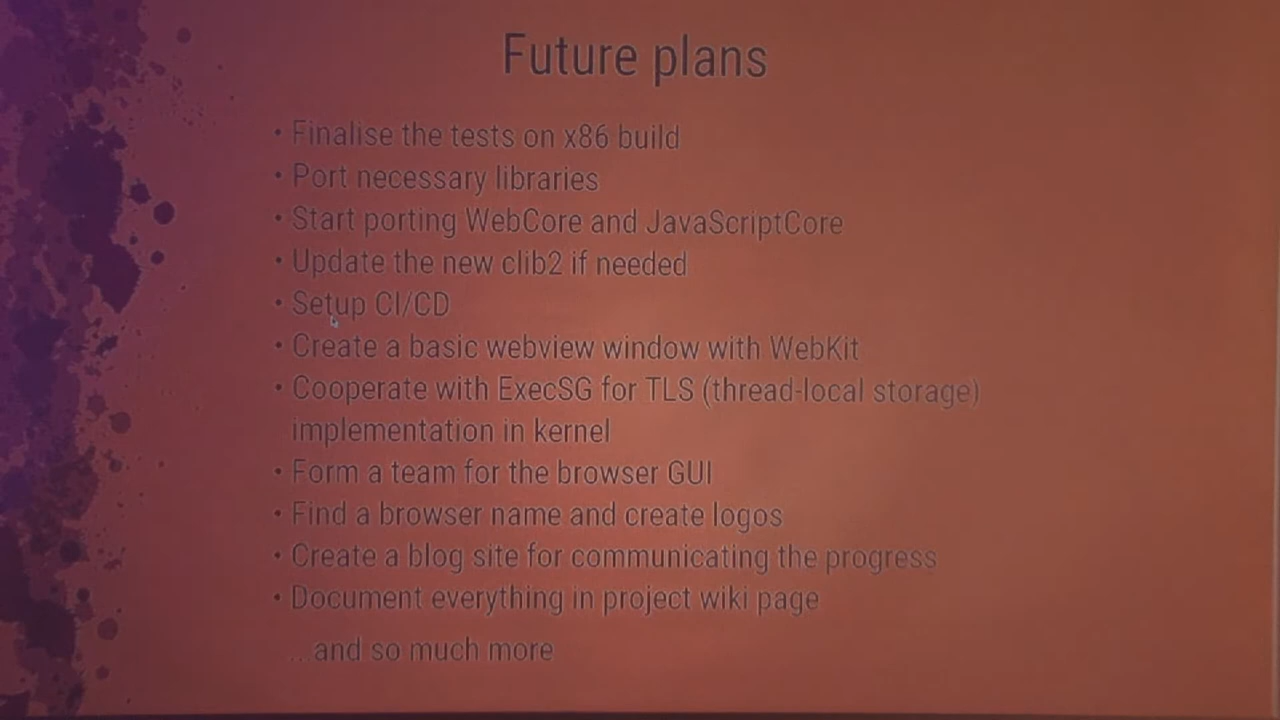 Future plans
• Finalise the tests on x86 build
• Port necessary libraries
• Start porting WebCore and JavaScriptCore
• Update the new clib2 if needed
• Setup CI/CD
• Create a basic webview window with WebKit
• Cooperate with ExecSG for TLS (thread-local storage)
implementation in kernel
• Form a team for the browser GUI
• Find a browser name and create logos
• Create a blog site for communicating the progress
• Document everything in project wiki page
...and so much more